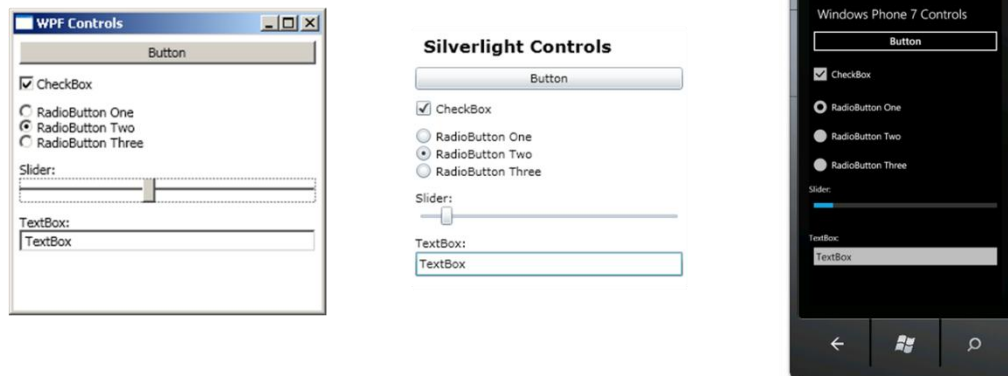 WPF Controls
Button
CheckBox
RadioButton One
RadioButton Two
RadioButton Three
Slider:
TextBox:
TextBox
Silverlight Controls
Button
CheckBox
RadioButton One
RadioButton Two
RadioButton Three
Slider:
TextBox:
TextBox
Windows Phone 7 Controls
Button
CheckBox
RadioButton One
RadioButton Two
RadioButton Three
Slider:
TextBox:
TextBox